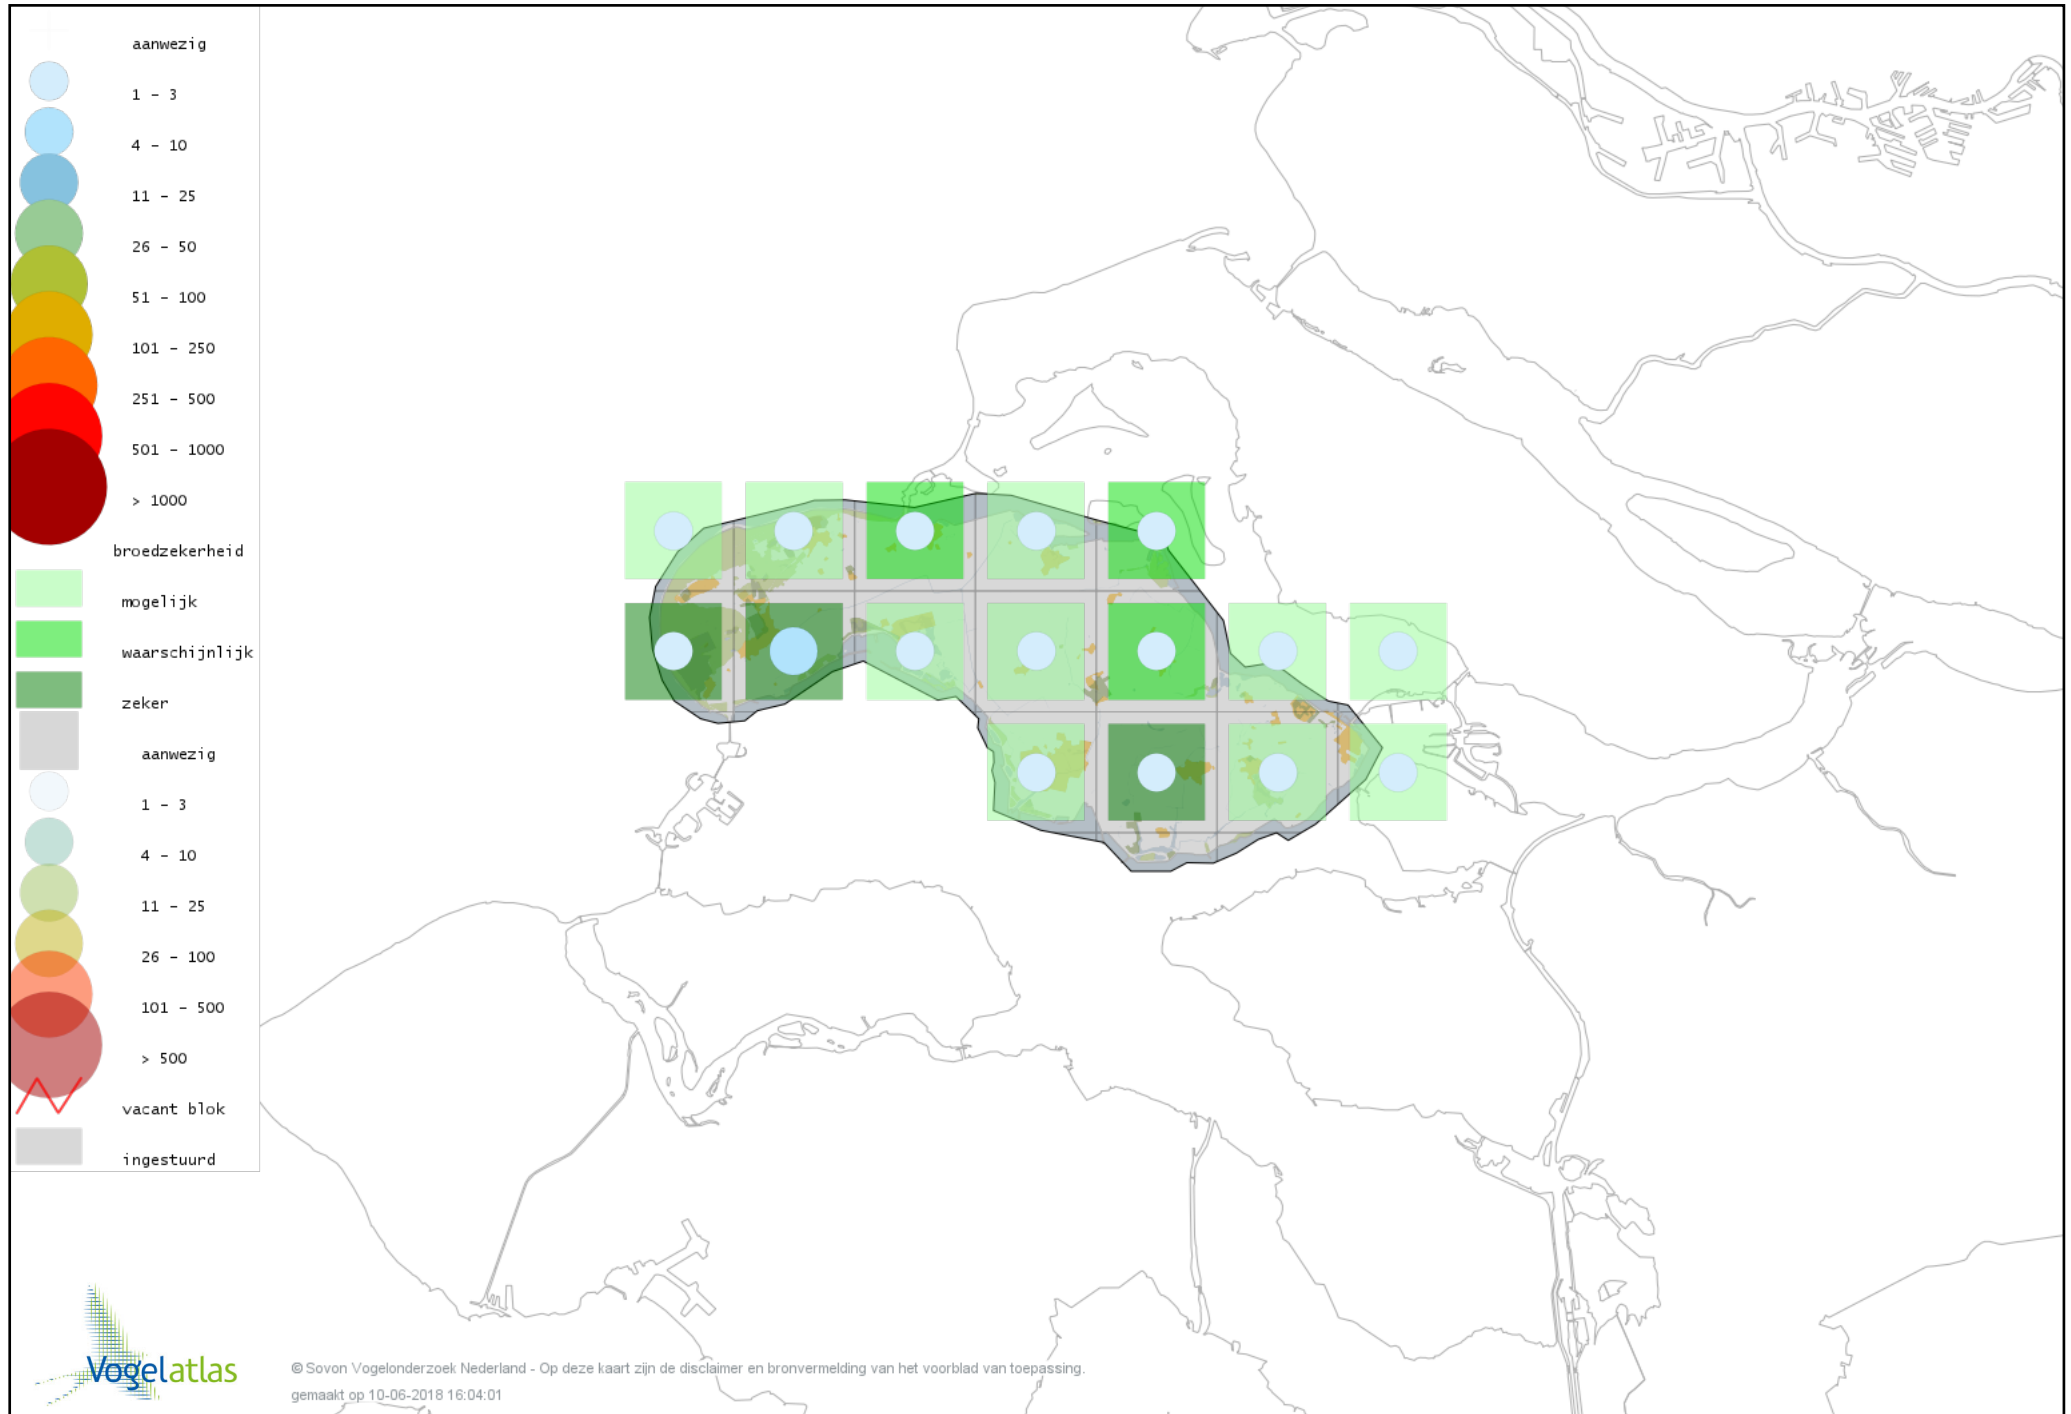 aanwezig
1 - 3
4 - 10
11 - 25
26 - 50
51 - 100
101 - 250
251 - 500
501 - 1000
> 1000
broedzekerheid
mogelijk
waarschijnlijk
zeker
aanwezig
1 - 3
4 - 10
11 - 25
26 - 100
101 - 500
> 500
vacant blok
ingestuurd
Vogelatlas
© Sovon Vogelonderzoek Nederland - Op deze kaart zijn de disclaimer en bronvermelding van het voorblad van toepassing.
gemaakt op 10-06-2018 16:04:01